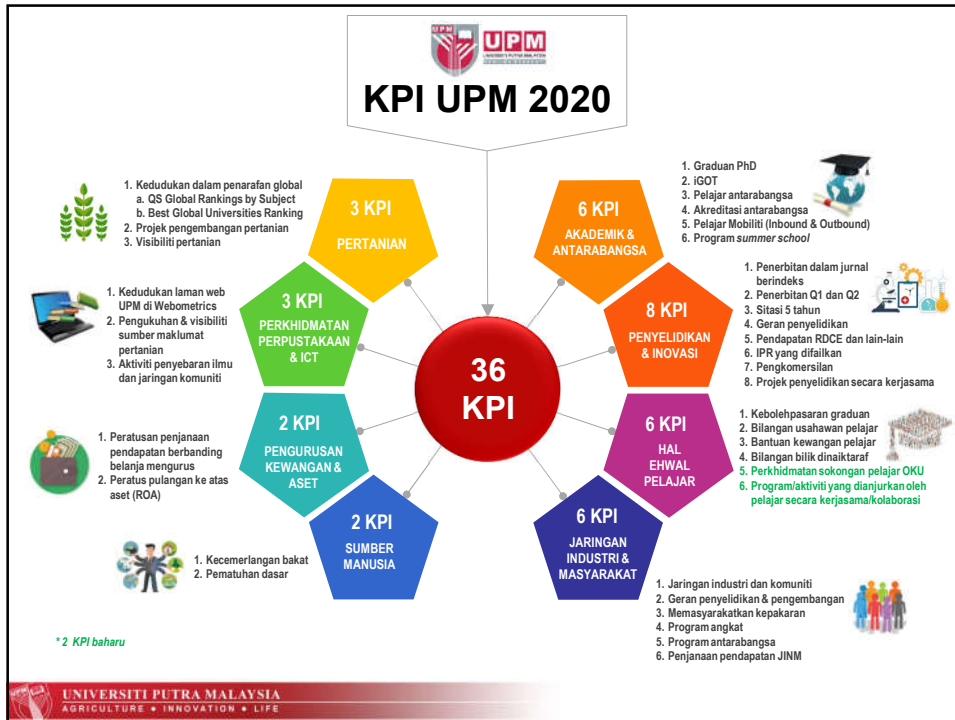 UPM
UNIVERSITI PUTRA MALAYSIA
KPI UPM 2020
1. Kedudukan dalam penarafan global
a. QS Global Rankings by Subject
b. Best Global Universities Ranking
2. Projek pengembangan pertanian
3. Visibiliti pertanian
3 KPI
PERTANIAN
1. Kedudukan laman web
UPM di Webometrics
2. Pengukuhan & visibiliti
sumber maklumat
pertanian
3. Aktiviti penyebaran ilmu
dan jaringan komuniti
3 KPI
PERKHIDMATAN
PERPUSTAKAAN
& ICT
1. Peratusan penjanaan
pendapatan berbanding
belanja mengurus
2. Peratus pulangan ke atas
aset (ROA)
2 KPI
PENGURUSAN
KEWANGAN &
ASET
1. Kecemerlangan bakat
2. Pematuhan dasar
2 KPI
SUMBER
MANUSIA
36
KPI
6 KPI
AKADEMIK &
ANTARABANGSA
1. Graduan PhD
2. iGOT
3. Pelajar antarabangsa
4. Akreditasi antarabangsa
5. Pelajar Mobiliti (Inbound & Outbound)
6. Program summer school
8 KPI
PENYELIDIKAN
& INOVASI
1. Penerbitan dalam jurnal
berindeks
2. Penerbitan Q1 dan Q2
3. Sitasi 5 tahun
4. Geran penyelidikan
5. Pendapatan RDCE dan lain-lain
6. IPR yang difailkan
7. Pengkomersilan
8. Projek penyelidikan secara kerjasama
6 KPI
HAL
EHWAL
PELAJAR
1. Kebolehpasaran graduan
2. Bilangan usahawan pelajar
3. Bantuan kewangan pelajar
4. Bilangan bilik dinaiktaraf
5. Perkhidmatan sokongan pelajar OKU
6. Program/aktiviti yang dianjurkan oleh
pelajar secara kerjasama/kolaborasi
6 KPI
JARINGAN
INDUSTRI &
MASYARAKAT
1. Jaringan industri dan komuniti
2. Geran penyelidikan & pengembangan
3. Memasyarakatkan kepakaran
4. Program angkat
5. Program antarabangsa
6. Penjanaan pendapatan JINM
* 2 KPI baharu
UNIVERSITI PUTRA MALAYSIA
AGRICULTURE • INNOVATION • LIFE